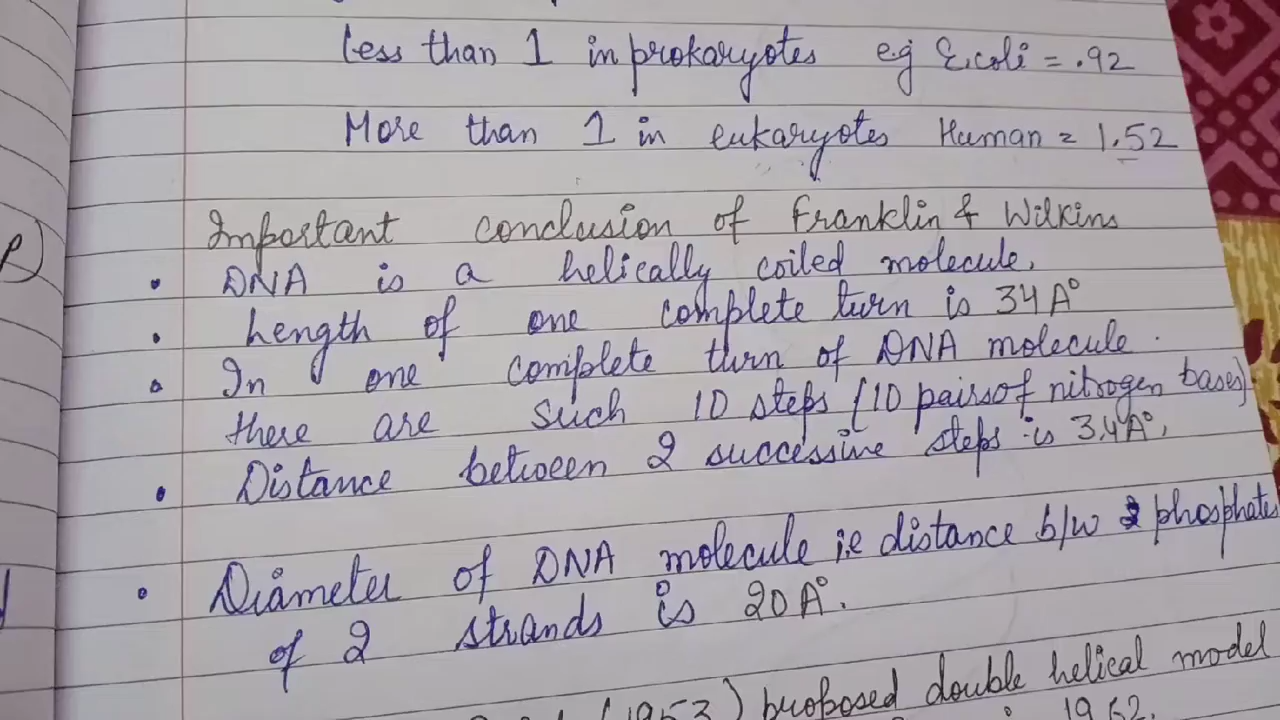 less than 1 in prokaryotes eg E.coli = .92
More than 1 in eukaryotes Human = 1.52
Important conclusion of Franklin & Wilkins
• DNA is a helically coiled molecule.
• Length of one complete turn is 34A°
• In one complete turn of DNA molecule.
there are such 10 steps (10 pairs of nitrogen bases)
• Distance between 2 successive steps is 3.4A°.
• Diameter of DNA molecule i.e distance b/w 2 phosphates
of 2 strands is 20A°.
(1953) proposed double helical model
1962.